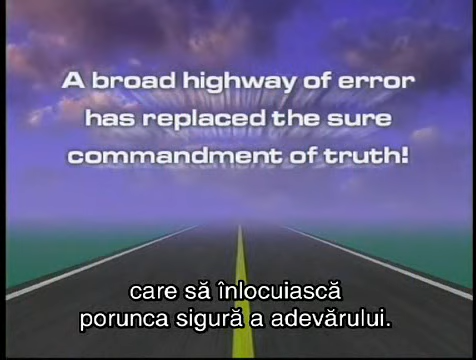 A broad highway of error
has replaced the sure
commandment of truth!
care să înlocuiască
porunca sigură a adevărului.